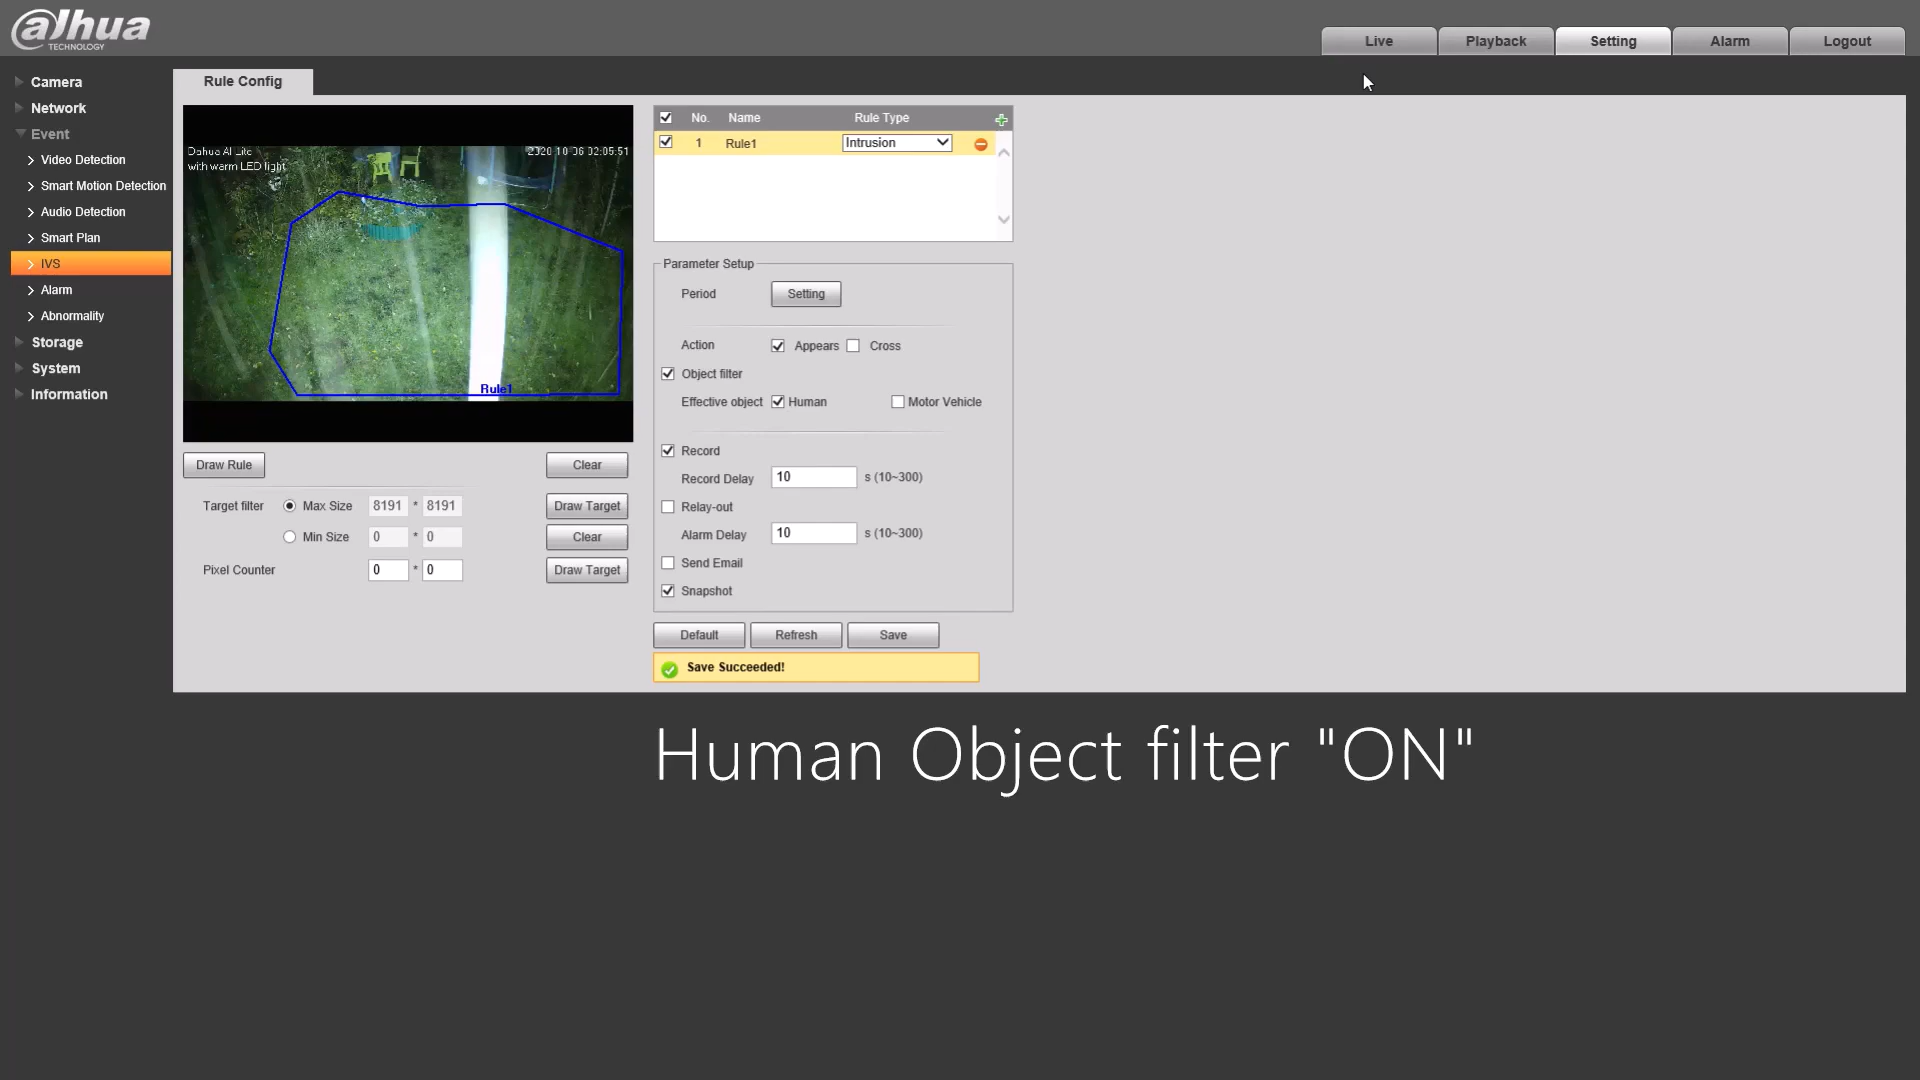 alhua
TECHNOLOGY
Live
Playback
Setting
Alarm
Logout
Camera
Network
Event
Video Detection
Smart Motion Detection
Audio Detection
Smart Plan
IVS
Alarm
Abnormality
Storage
System
Information
Rule Config
Dahua AI Lite
with warm LED light
2020-10-06 02:05:51
Rule1
Draw Rule
Clear
Target filter Max Size 8191 * 8191 Draw Target
Min Size 0 * 0 Clear
Pixel Counter 0 * 0 Draw Target
No. Name Rule Type
1 Rule1 Intrusion
Parameter Setup
Period Setting
Action Appears Cross
Object filter
Effective object Human Motor Vehicle
Record
Record Delay 10 s (10~300)
Relay-out
Alarm Delay 10 s (10~300)
Send Email
Snapshot
Default Refresh Save
Save Succeeded!
Human Object filter "ON"